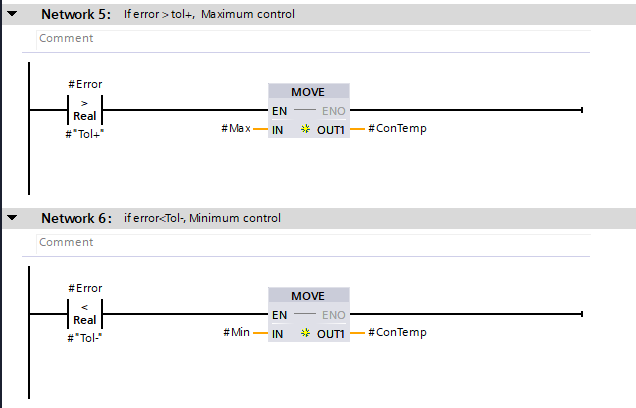 Network 5: If error > tol+, Maximum control
Comment
#Error
>
Real
#"Tol+"
MOVE
EN ENO
#Max IN OUT1 #ConTemp
Network 6: if error<Tol-, Minimum control
Comment
#Error
<
Real
#"Tol-"
MOVE
EN ENO
#Min IN OUT1 #ConTemp